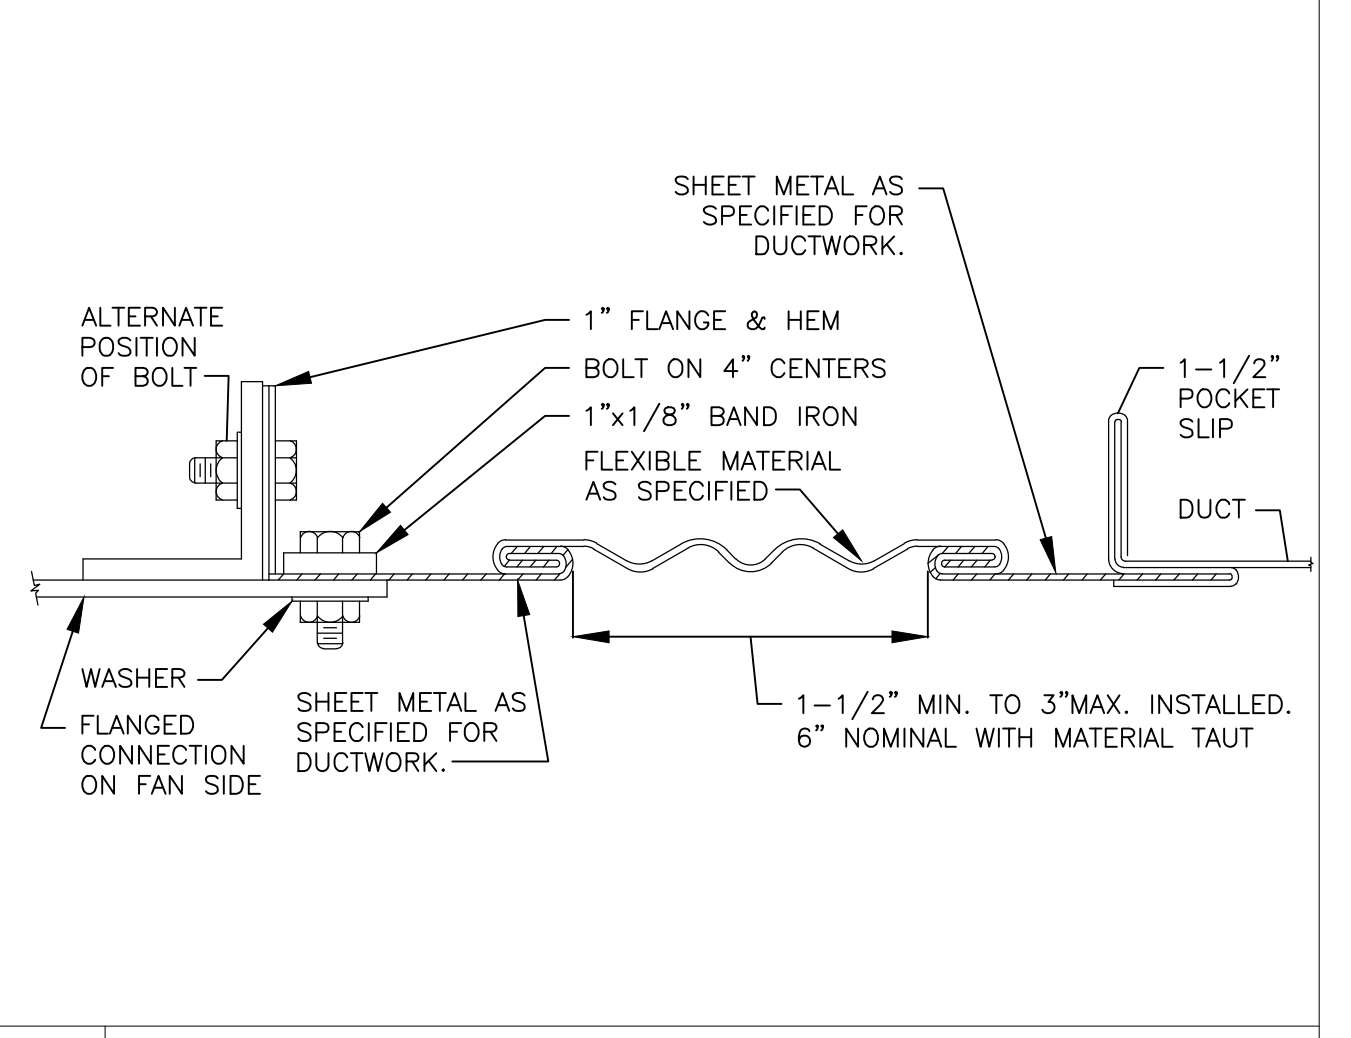 SHEET METAL AS
SPECIFIED FOR
DUCTWORK.
ALTERNATE
POSITION
OF BOLT
1" FLANGE & HEM
BOLT ON 4" CENTERS
1"x1/8" BAND IRON
FLEXIBLE MATERIAL
AS SPECIFIED
1-1/2"
POCKET
SLIP
DUCT
WASHER
FLANGED
CONNECTION
ON FAN SIDE
SHEET METAL AS
SPECIFIED FOR
DUCTWORK.
1-1/2" MIN. TO 3"MAX. INSTALLED.
6" NOMINAL WITH MATERIAL TAUT